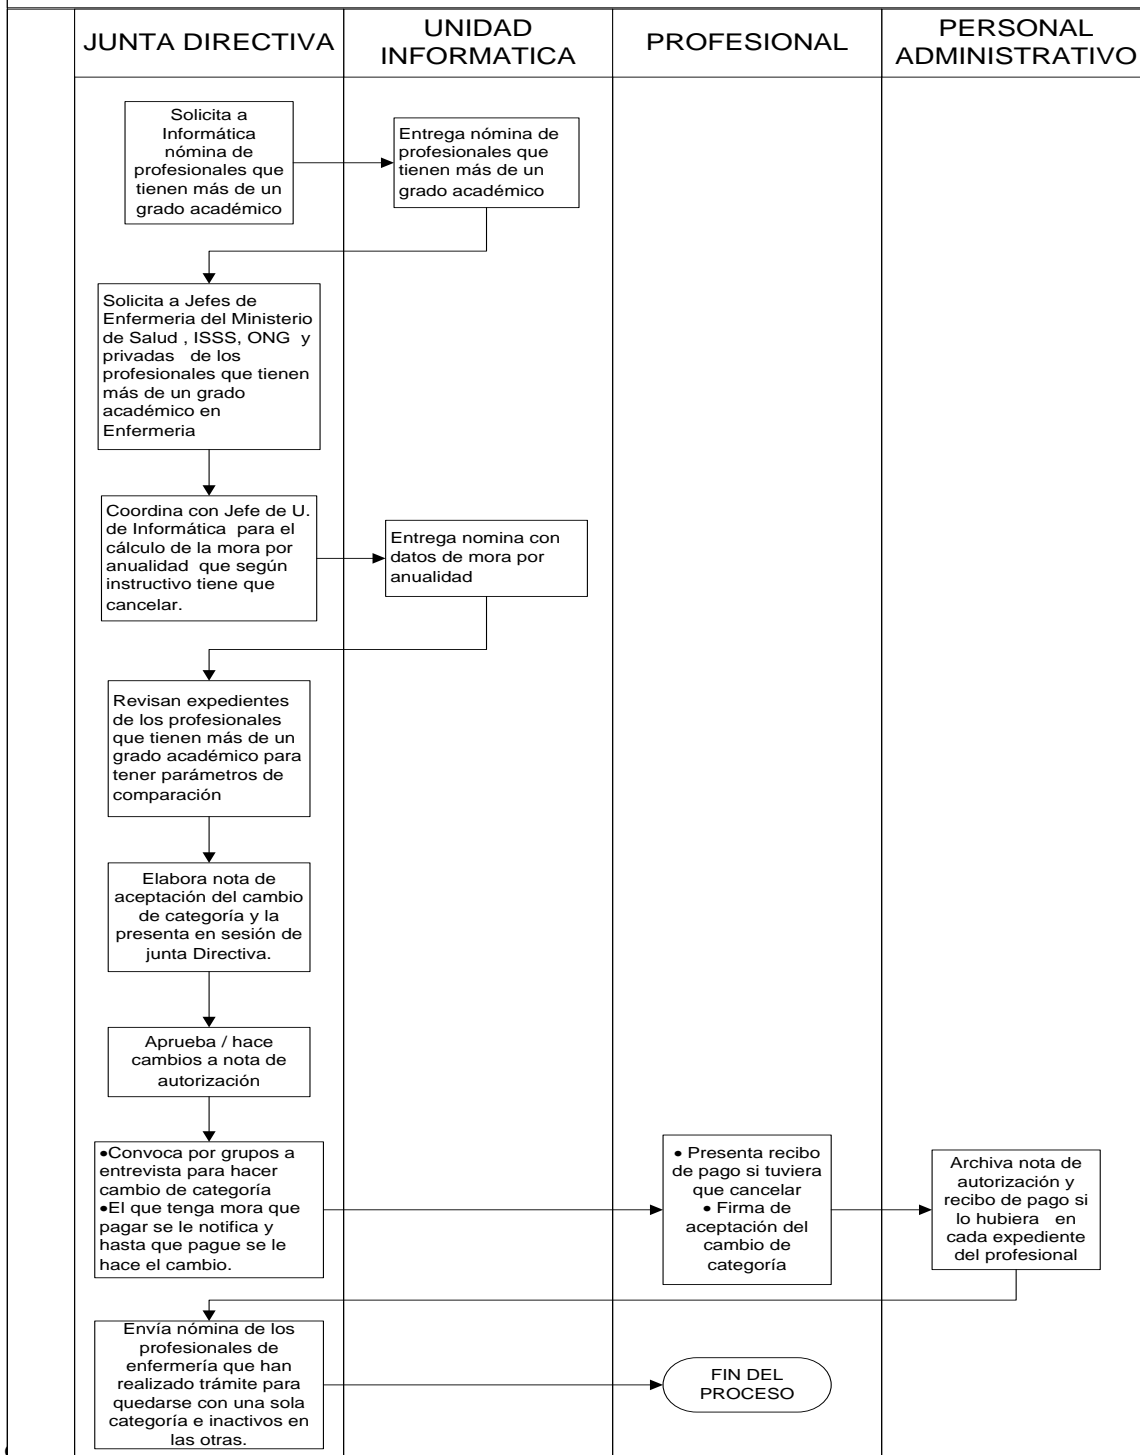 JUNTA DIRECTIVA
UNIDAD
INFORMATICA
PROFESIONAL
PERSONAL
ADMINISTRATIVO
Solicita a
Informática
nómina de
profesionales que
tienen más de un
grado académico
Entrega nómina de
profesionales que
tienen más de un
grado académico
Solicita a Jefes de
Enfermeria del Ministerio
de Salud , ISSS, ONG y
privadas de los
profesionales que tienen
más de un grado
académico en
Enfermeria
Coordina con Jefe de U.
de Informática para el
cálculo de la mora por
anualidad que según
instructivo tiene que
cancelar.
Entrega nomina con
datos de mora por
anualidad
Revisan expedientes
de los profesionales
que tienen más de un
grado académico para
tener parámetros de
comparación
Elabora nota de
aceptación del cambio
de categoría y la
presenta en sesión de
junta Directiva.
Aprueba / hace
cambios a nota de
autorización
•Convoca por grupos a
entrevista para hacer
cambio de categoría
•El que tenga mora que
pagar se le notifica y
hasta que pague se le
hace el cambio.
• Presenta recibo
de pago si tuviera
que cancelar
• Firma de
aceptación del
cambio de
categoría
Archiva nota de
autorización y
recibo de pago si
lo hubiera en
cada expediente
del profesional
Envía nómina de los
profesionales de
enfermería que han
realizado trámite para
quedarse con una sola
categoría e inactivos en
las otras.
FIN DEL
PROCESO